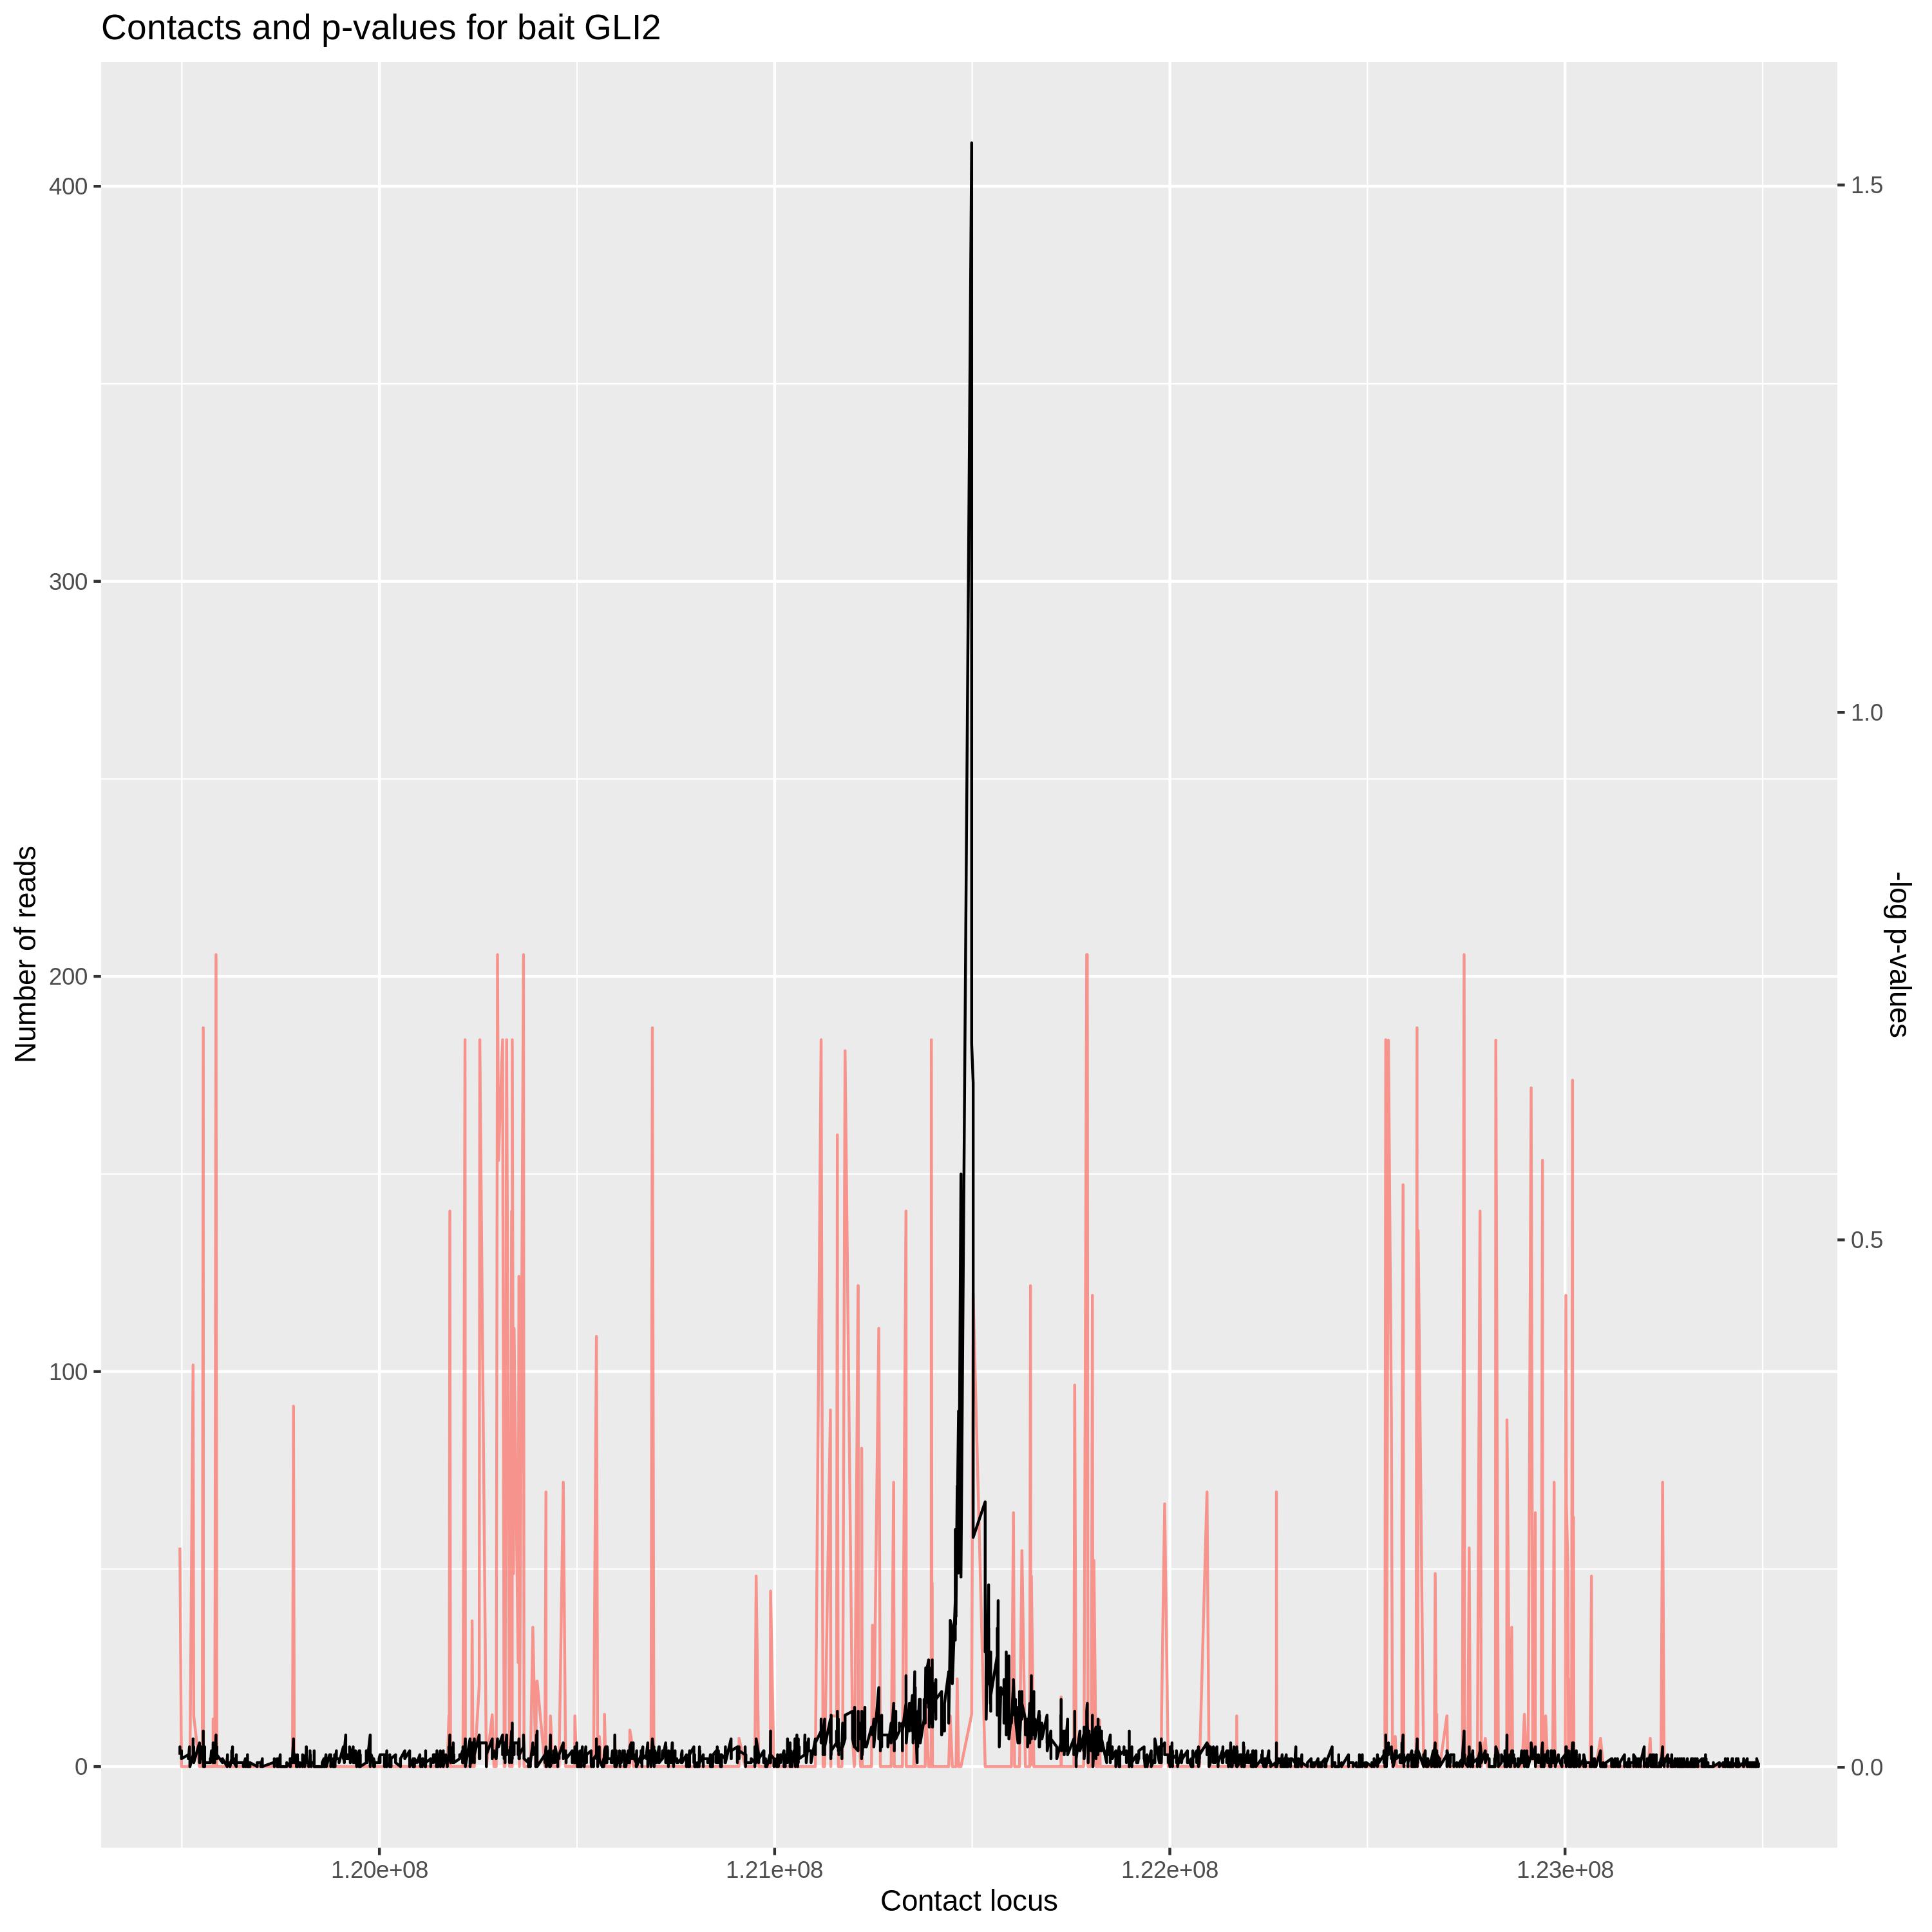 Contacts and p-values for bait GLI2
400
300
200
100
0
Number of reads
1.5
1.0
0.5
0.0
-log p-values
1.20e+08
1.21e+08
1.22e+08
1.23e+08
Contact locus